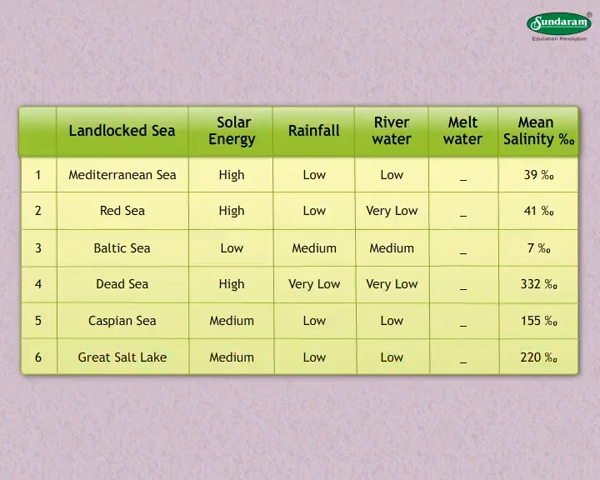 Sundaram®
Education Revolution
Landlocked Sea Solar Energy Rainfall River water Melt water Mean Salinity ‰
1 Mediterranean Sea High Low Low _ 39 ‰
2 Red Sea High Low Very Low _ 41 ‰
3 Baltic Sea Low Medium Medium _ 7 ‰
4 Dead Sea High Very Low Very Low _ 332 ‰
5 Caspian Sea Medium Low Low _ 155 ‰
6 Great Salt Lake Medium Low Low _ 220 ‰